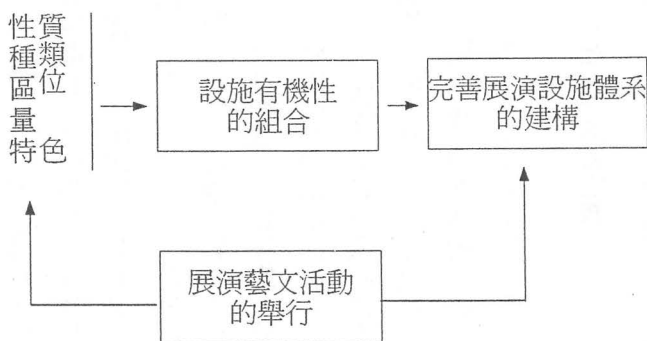 性質
種類
區位
量
特色
設施有機性
的組合
完善展演設施體系
的建構
展演藝文活動
的舉行